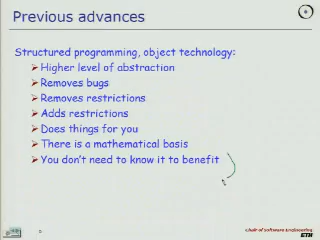 Previous advances
Structured programming, object technology:
Higher level of abstraction
Removes bugs
Removes restrictions
Adds restrictions
Does things for you
There is a mathematical basis
You don't need to know it to benefit
Chair of Software Engineering
ETH